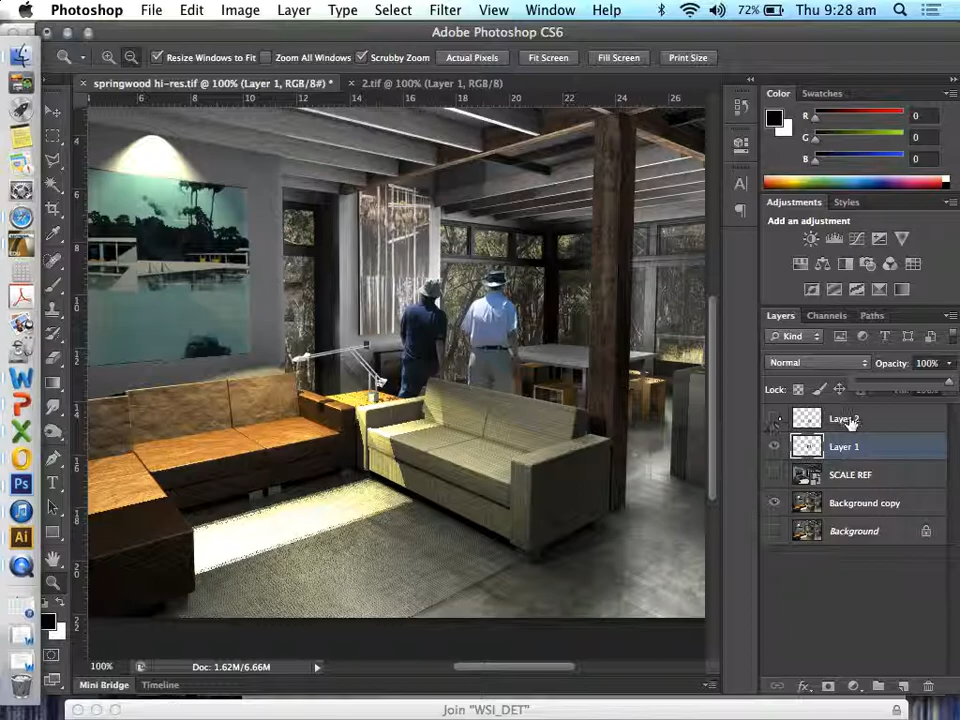 Photoshop File Edit Image Layer Type Select Filter View Window Help 72% Thu 9:28 am
Adobe Photoshop CS6
Resize Windows to Fit Zoom All Windows Scrubby Zoom Actual Pixels Fit Screen Fill Screen Print Size
springwood hi-res.tif @ 100% (Layer 1, RGB/8#) * 2.tif @ 100% (Layer 1, RGB/8)
Color Swatches
R 0
G 0
B 0
Adjustments Styles
Add an adjustment
Layers Channels Paths
Kind
Normal Opacity: 100%
Lock:
Layer 2
Layer 1
SCALE REF
Background copy
Background
100% Doc: 1.62M/6.66M
Mini Bridge Timeline
Join "WSI_DET"